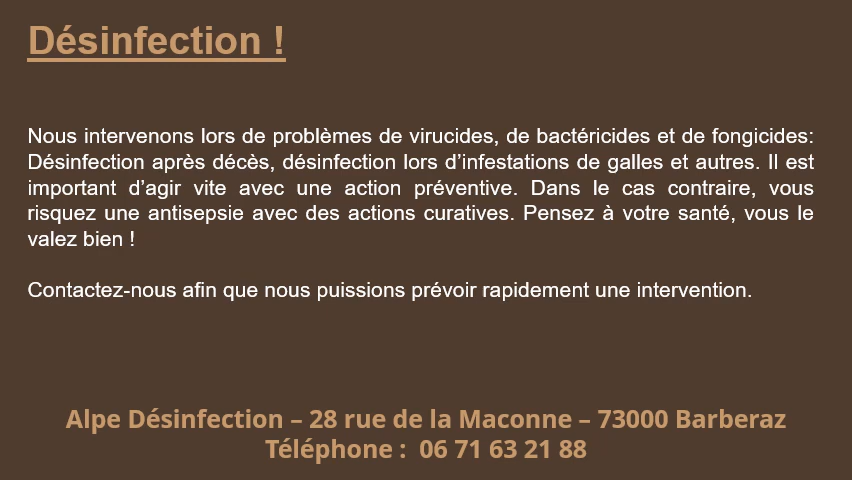 Désinfection !
Nous intervenons lors de problèmes de virucides, de bactéricides et de fongicides:
Désinfection après décès, désinfection lors d’infestations de galles et autres. Il est
important d’agir vite avec une action préventive. Dans le cas contraire, vous
risquez une antisepsie avec des actions curatives. Pensez à votre santé, vous le
valez bien !
Contactez-nous afin que nous puissions prévoir rapidement une intervention.
Alpe Désinfection – 28 rue de la Maconne – 73000 Barberaz
Téléphone :  06 71 63 21 88